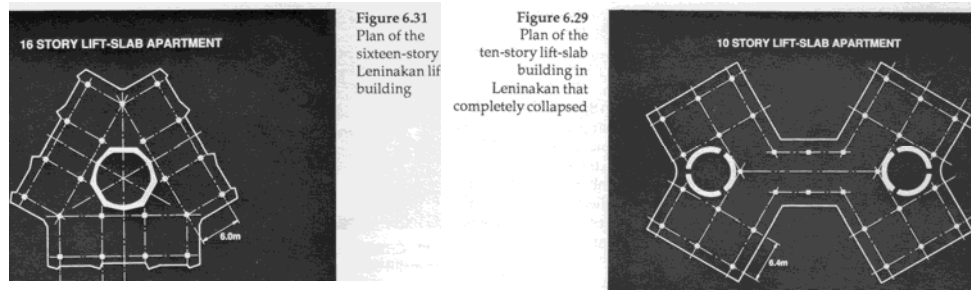 16 STORY LIFT-SLAB APARTMENT
6.0m
Figure 6.31
Plan of the
sixteen-story
Leninakan lif
building
Figure 6.29
Plan of the
ten-story lift-slab
building in
Leninakan that
completely collapsed
10 STORY LIFT-SLAB APARTMENT
6.4m